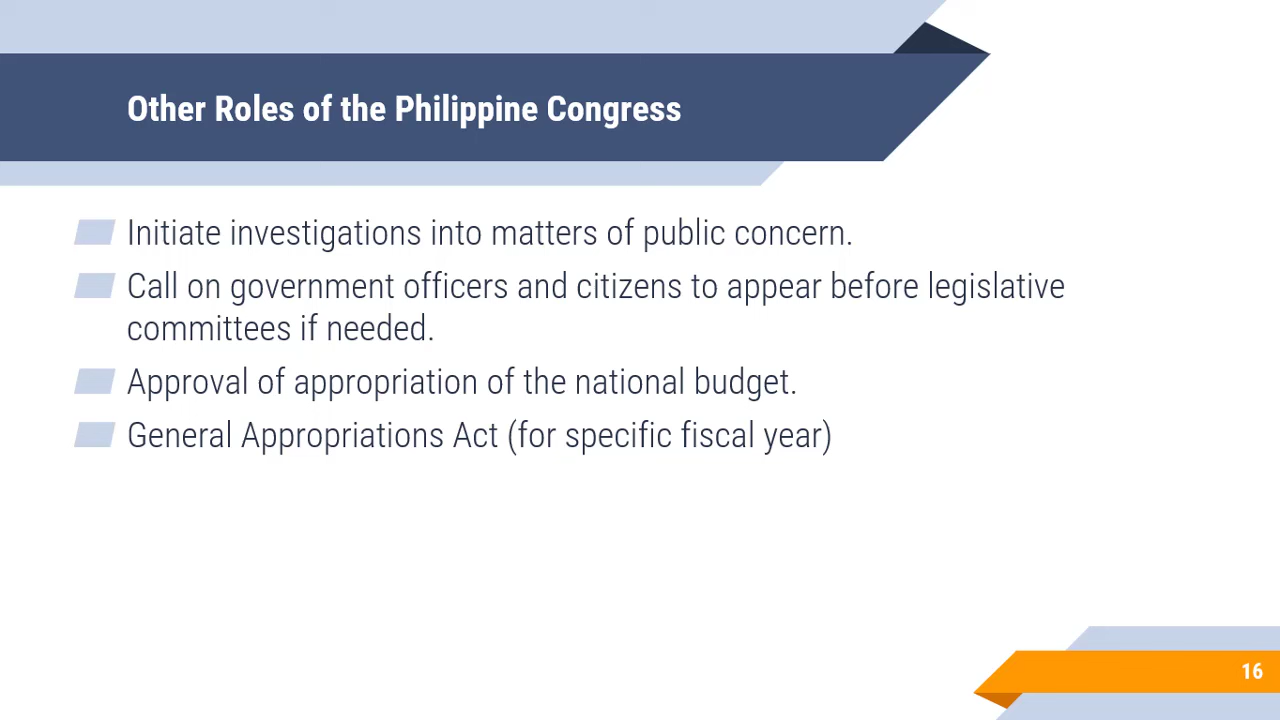 Other Roles of the Philippine Congress
Initiate investigations into matters of public concern.
Call on government officers and citizens to appear before legislative
committees if needed.
Approval of appropriation of the national budget.
General Appropriations Act (for specific fiscal year)
16